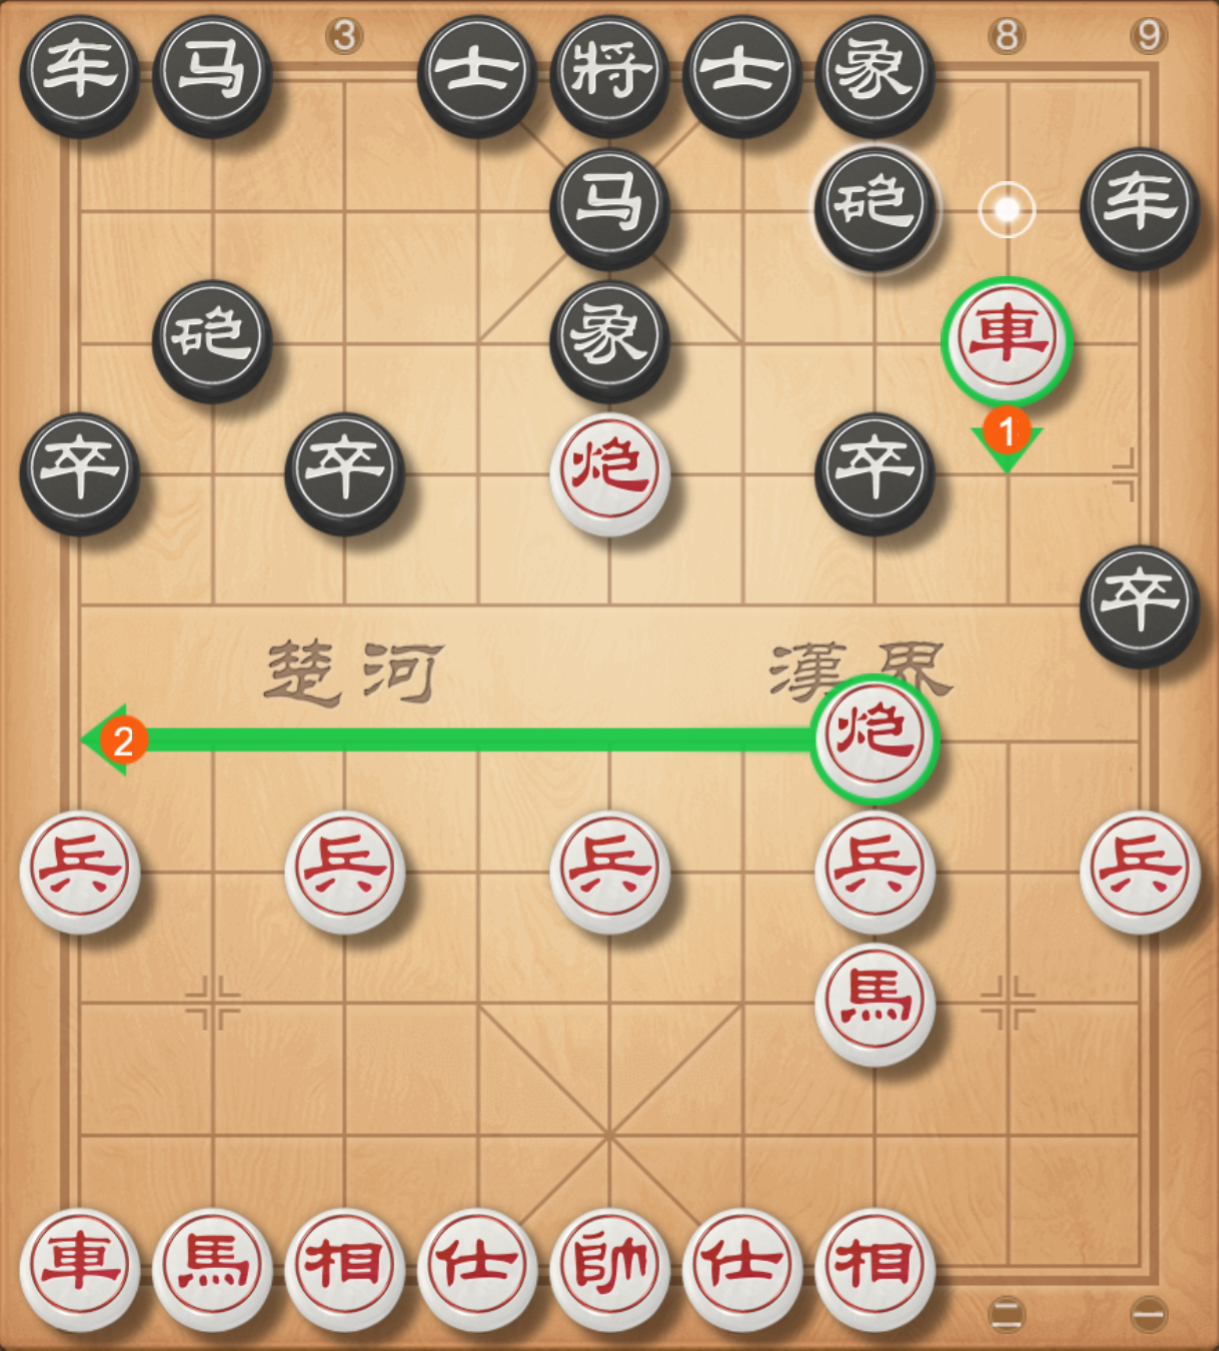 3 8 9
车 马 士 将 士 象
马 砲 车
砲 象 車
卒 卒 炮 卒 1
卒
楚河 漢界
2 炮
兵 兵 兵 兵 兵
馬
車 馬 相 仕 帥 仕 相
二 一